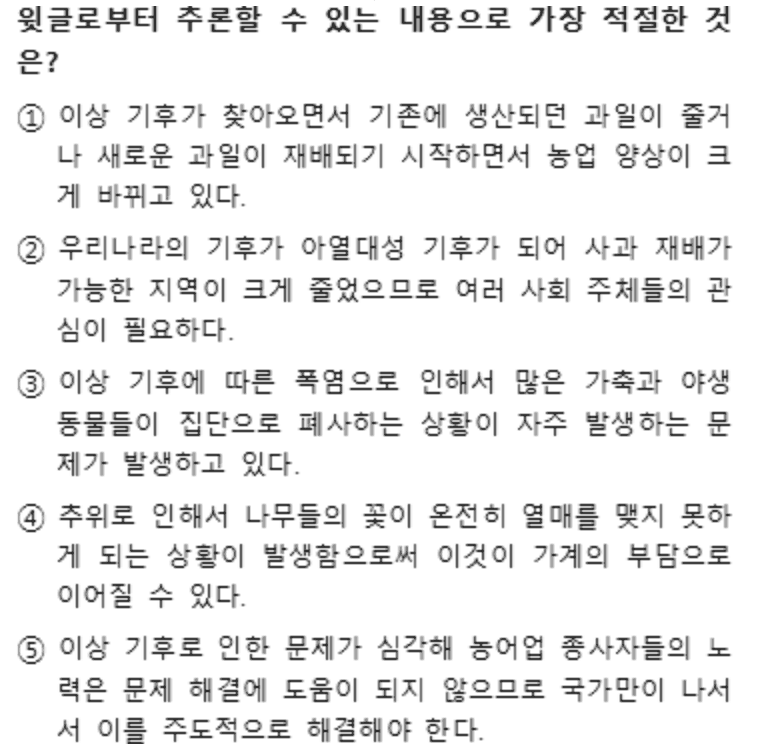 윗글로부터 추론할 수 있는 내용으로 가장 적절한 것
은?
① 이상 기후가 찾아오면서 기존에 생산되던 과일이 줄거
나 새로운 과일이 재배되기 시작하면서 농업 양상이 크
게 바뀌고 있다.
② 우리나라의 기후가 아열대성 기후가 되어 사과 재배가
가능한 지역이 크게 줄었으므로 여러 사회 주체들의 관
심이 필요하다.
③ 이상 기후에 따른 폭염으로 인해서 많은 가축과 야생
동물들이 집단으로 폐사하는 상황이 자주 발생하는 문
제가 발생하고 있다.
④ 추위로 인해서 나무들의 꽃이 온전히 열매를 맺지 못하
게 되는 상황이 발생함으로써 이것이 가계의 부담으로
이어질 수 있다.
⑤ 이상 기후로 인한 문제가 심각해 농어업 종사자들의 노
력은 문제 해결에 도움이 되지 않으므로 국가만이 나서
서 이를 주도적으로 해결해야 한다.